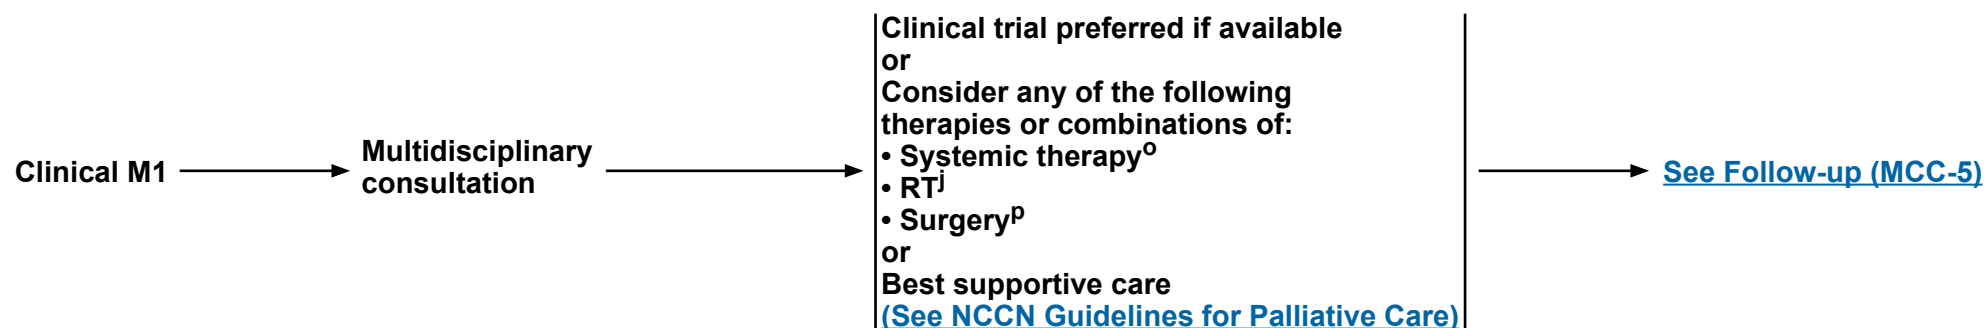 Clinical M1
Multidisciplinary
consultation
Clinical trial preferred if available
or
Consider any of the following
therapies or combinations of:
• Systemic therapyᵒ
• RTʲ
• Surgeryᵖ
or
Best supportive care
(See NCCN Guidelines for Palliative Care)
See Follow-up (MCC-5)